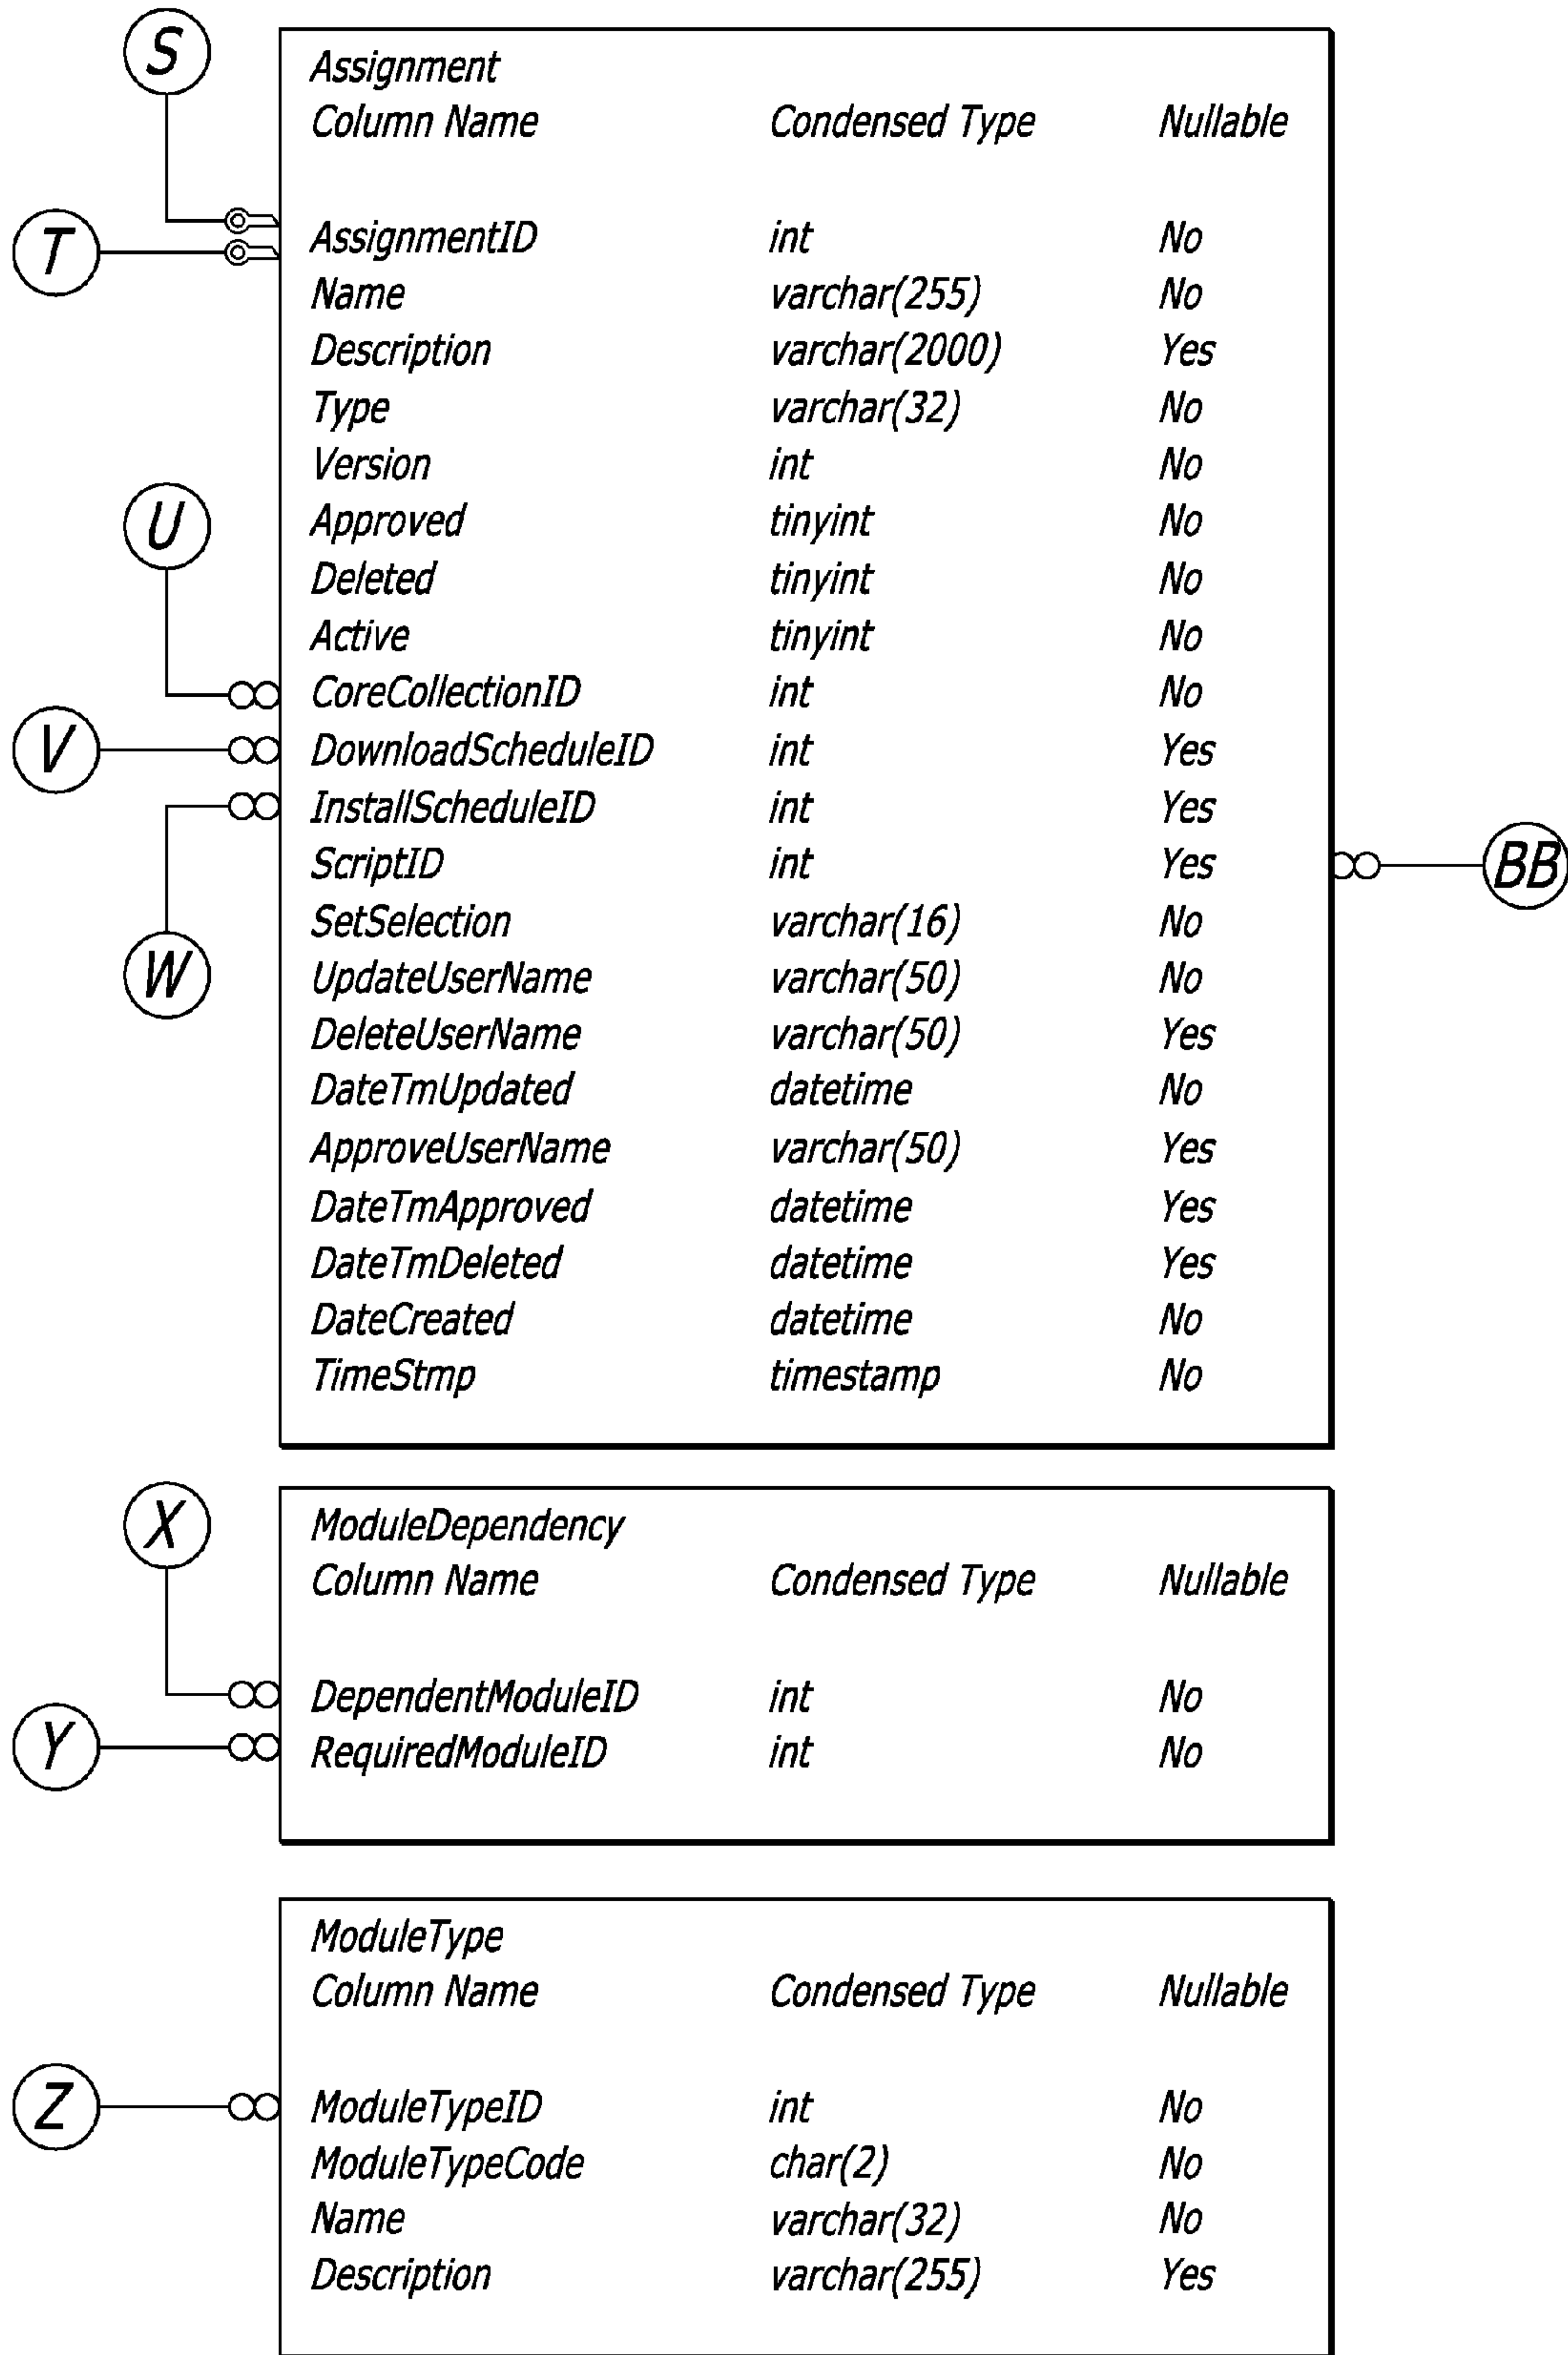 S
Assignment
Column Name Condensed Type Nullable
T
AssignmentID int No
Name varchar(255) No
Description varchar(2000) Yes
Type varchar(32) No
Version int No
U
Approved tinyint No
Deleted tinyint No
Active tinyint No
CoreCollectionID int No
V
DownloadScheduleID int Yes
InstallScheduleID int Yes
ScriptID int Yes
BB
SetSelection varchar(16) No
W
UpdateUserName varchar(50) No
DeleteUserName varchar(50) Yes
DateTmUpdated datetime No
ApproveUserName varchar(50) Yes
DateTmApproved datetime Yes
DateTmDeleted datetime Yes
DateCreated datetime No
TimeStmp timestamp No
X
ModuleDependency
Column Name Condensed Type Nullable
DependentModuleID int No
Y
RequiredModuleID int No
ModuleType
Column Name Condensed Type Nullable
Z
ModuleTypeID int No
ModuleTypeCode char(2) No
Name varchar(32) No
Description varchar(255) Yes